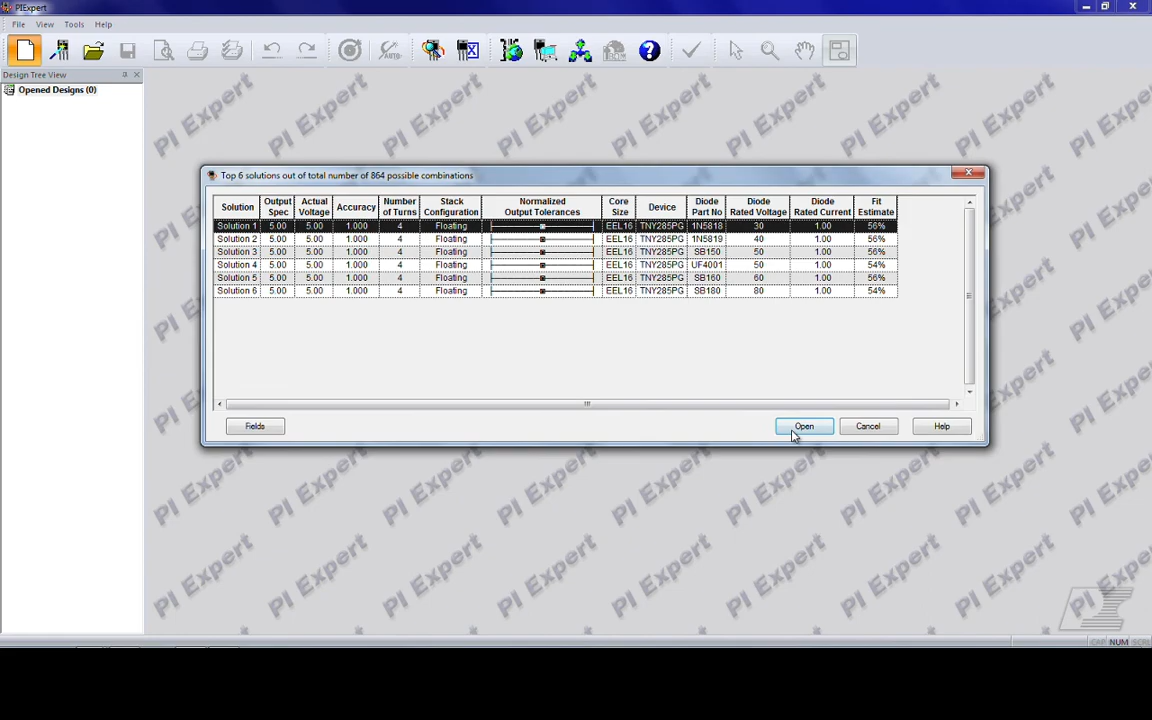 PIExpert
File View Tools Help
Design Tree View
Opened Designs (0)
Top 6 solutions out of total number of 864 possible combinations
Solution Output Spec Actual Voltage Accuracy Number of Turns Stack Configuration Normalized Output Tolerances Core Size Device Diode Part No Diode Rated Voltage Diode Rated Current Fit Estimate
Solution 1 5.00 5.00 1.000 4 Floating EEL16 TNY285PG 1N5818 30 1.00 56%
Solution 2 5.00 5.00 1.000 4 Floating EEL16 TNY285PG 1N5819 40 1.00 56%
Solution 3 5.00 5.00 1.000 4 Floating EEL16 TNY285PG SB150 50 1.00 56%
Solution 4 5.00 5.00 1.000 4 Floating EEL16 TNY285PG UF4001 50 1.00 54%
Solution 5 5.00 5.00 1.000 4 Floating EEL16 TNY285PG SB160 60 1.00 56%
Solution 6 5.00 5.00 1.000 4 Floating EEL16 TNY285PG SB180 80 1.00 54%
Fields Open Cancel Help
PI Expert
CAP NUM SCRL